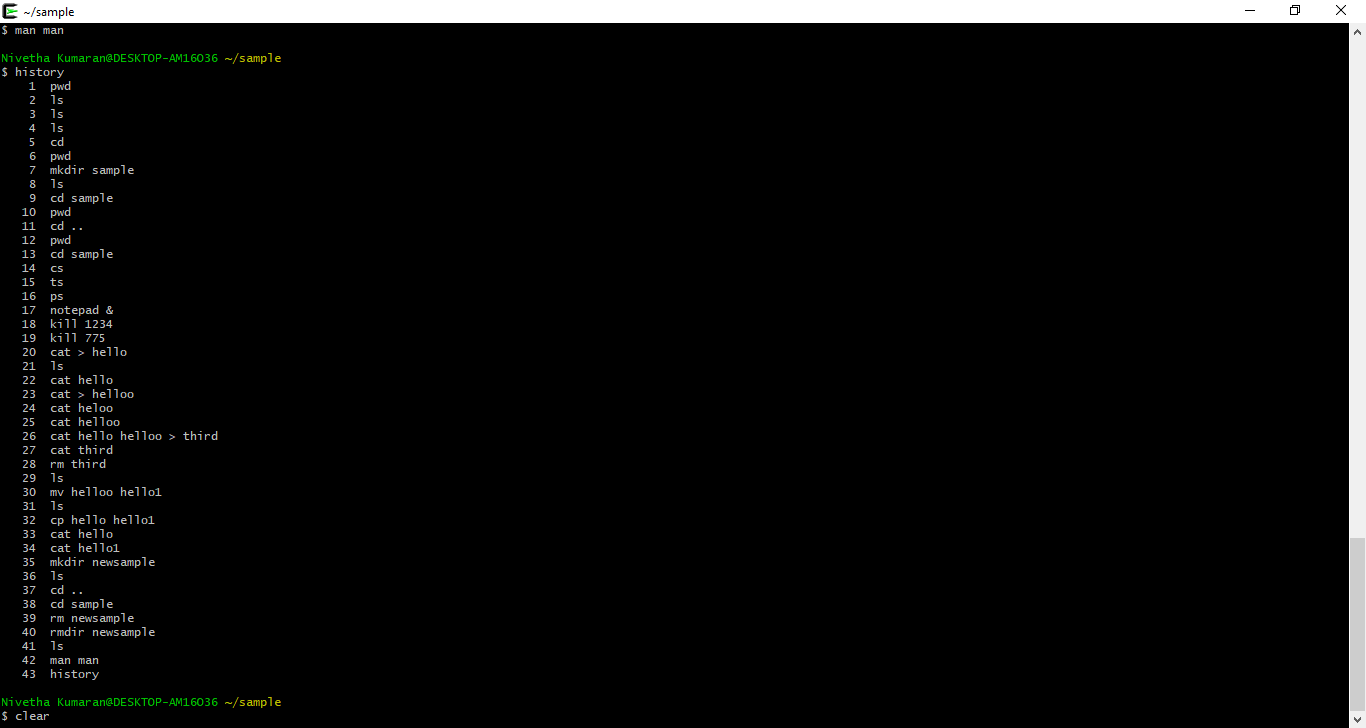 ~/sample
$ man man
Nivetha Kumaran@DESKTOP-AM16O36 ~/sample
$ history
1 pwd
2 ls
3 ls
4 ls
5 cd
6 pwd
7 mkdir sample
8 ls
9 cd sample
10 pwd
11 cd ..
12 pwd
13 cd sample
14 cs
15 ts
16 ps
17 notepad &
18 kill 1234
19 kill 775
20 cat > hello
21 ls
22 cat hello
23 cat > helloo
24 cat heloo
25 cat helloo
26 cat hello helloo > third
27 cat third
28 rm third
29 ls
30 mv helloo hello1
31 ls
32 cp hello hello1
33 cat hello
34 cat hello1
35 mkdir newsample
36 ls
37 cd ..
38 cd sample
39 rm newsample
40 rmdir newsample
41 ls
42 man man
43 history
Nivetha Kumaran@DESKTOP-AM16O36 ~/sample
$ clear